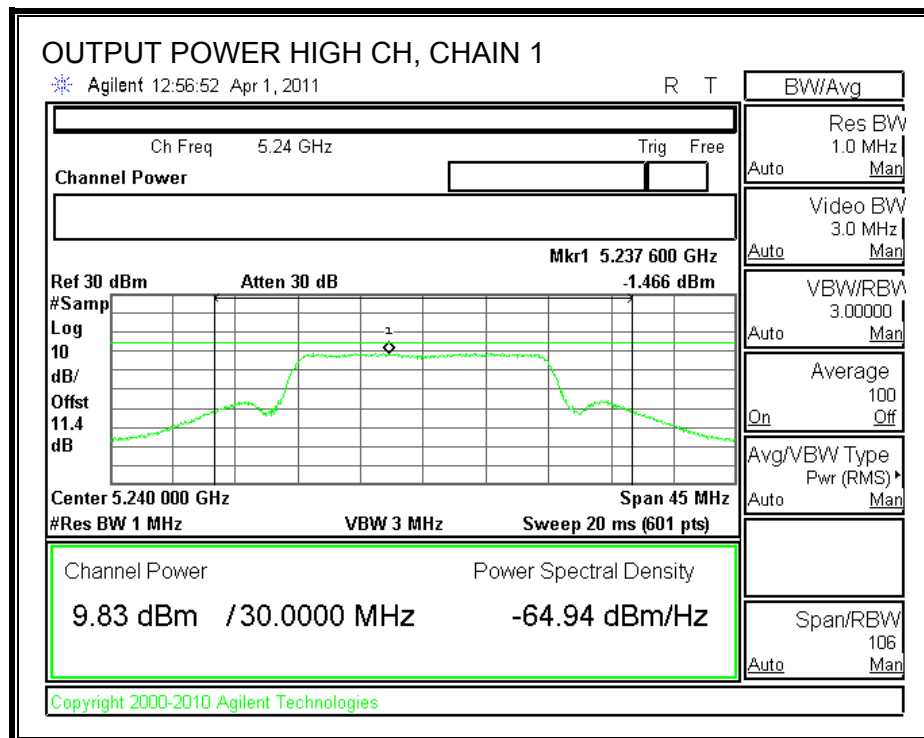 OUTPUT POWER HIGH CH, CHAIN 1
Agilent 12:56:52 Apr 1, 2011 R T
Ch Freq 5.24 GHz Trig Free
Channel Power
Mkr1 5.237 600 GHz
Ref 30 dBm Atten 30 dB -1.466 dBm
#Samp
Log
10
dB/
Offst
11.4
dB
1
Center 5.240 000 GHz Span 45 MHz
#Res BW 1 MHz VBW 3 MHz Sweep 20 ms (601 pts)
Channel Power Power Spectral Density
9.83 dBm /30.0000 MHz -64.94 dBm/Hz
Copyright 2000-2010 Agilent Technologies
BW/Avg
Res BW
1.0 MHz
Auto Man
Video BW
3.0 MHz
Auto Man
VBW/RBW
3.00000
Auto Man
Average
100
On Off
Avg/VBW Type
Pwr (RMS)
Auto Man
Span/RBW
106
Auto Man